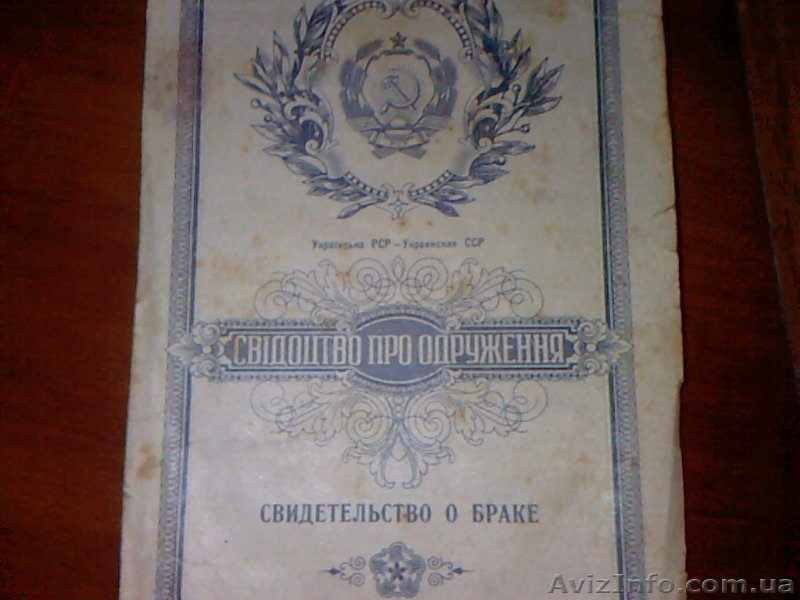 Українська РСР — Украинская ССР
СВІДОЦТВО ПРО ОДРУЖЕННЯ
СВИДЕТЕЛЬСТВО О БРАКЕ
AvizInfo.com.ua